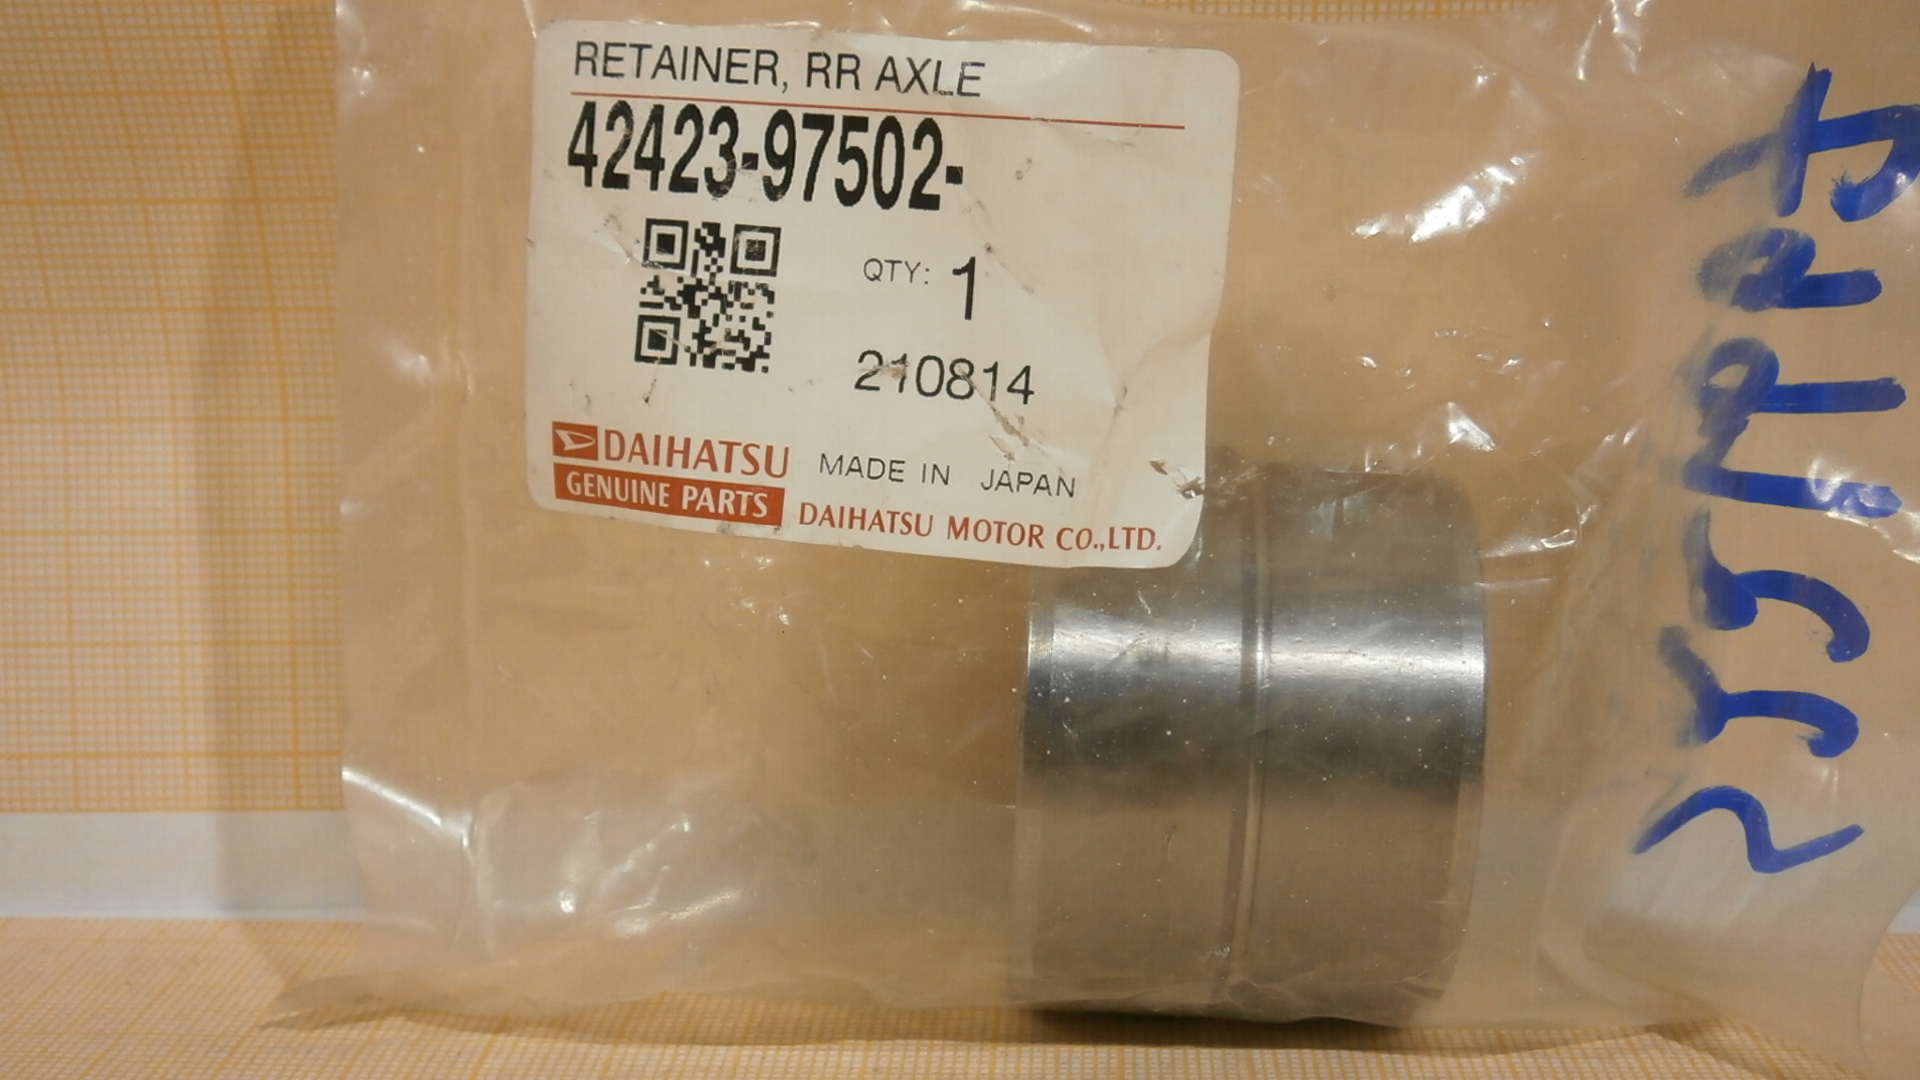 RETAINER, RR AXLE
42423-97502-
QTY: 1
210814
DAIHATSU
GENUINE PARTS
MADE IN JAPAN
DAIHATSU MOTOR CO.,LTD.